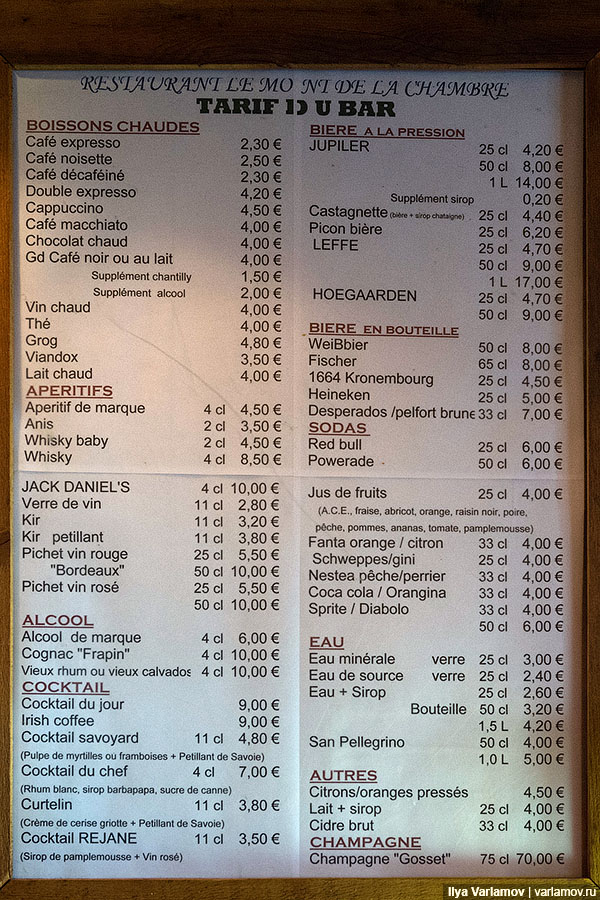 RESTAURANT LE MO NT DE LA CHAMBRE
TARIF DU BAR
BOISSONS CHAUDES
Café expresso 2,30 €
Café noisette 2,50 €
Café décaféiné 2,30 €
Double expresso 4,20 €
Cappuccino 4,50 €
Café macchiato 4,00 €
Chocolat chaud 4,00 €
Gd Café noir ou au lait 4,00 €
Supplément chantilly 1,50 €
Supplément alcool 2,00 €
Vin chaud 4,00 €
Thé 4,00 €
Grog 4,80 €
Viandox 3,50 €
Lait chaud 4,00 €
APERITIFS
Aperitif de marque 4 cl 4,50 €
Anis 2 cl 3,50 €
Whisky baby 2 cl 4,50 €
Whisky 4 cl 8,50 €
JACK DANIEL'S 4 cl 10,00 €
Verre de vin 11 cl 2,80 €
Kir 11 cl 3,20 €
Kir petillant 11 cl 3,80 €
Pichet vin rouge 25 cl 5,50 €
"Bordeaux" 50 cl 10,00 €
Pichet vin rosé 25 cl 5,50 €
50 cl 10,00 €
ALCOOL
Alcool de marque 4 cl 6,00 €
Cognac "Frapin" 4 cl 10,00 €
Vieux rhum ou vieux calvados 4 cl 10,00 €
COCKTAIL
Cocktail du jour 9,00 €
Irish coffee 9,00 €
Cocktail savoyard 11 cl 4,80 €
(Pulpe de myrtilles ou framboises + Petillant de Savoie)
Cocktail du chef 4 cl 7,00 €
(Rhum blanc, sirop barbapapa, sucre de canne)
Curtelin 11 cl 3,80 €
(Crème de cerise griotte + Petillant de Savoie)
Cocktail REJANE 11 cl 3,50 €
(Sirop de pamplemousse + Vin rosé)
BIERE A LA PRESSION
JUPILER 25 cl 4,20 €
50 cl 8,00 €
1 L 14,00 €
Supplément sirop 0,20 €
Castagnette (bière + sirop chataigne) 25 cl 4,40 €
Picon bière 25 cl 6,20 €
LEFFE 25 cl 4,70 €
50 cl 9,00 €
1 L 17,00 €
HOEGAARDEN 25 cl 4,70 €
50 cl 9,00 €
BIERE EN BOUTEILLE
WeiBbier 50 cl 8,00 €
Fischer 65 cl 8,00 €
1664 Kronembourg 25 cl 4,50 €
Heineken 25 cl 5,00 €
Desperados /pelfort brune 33 cl 7,00 €
SODAS
Red bull 25 cl 6,00 €
Powerade 50 cl 6,00 €
Jus de fruits 25 cl 4,00 €
(A.C.E., fraise, abricot, orange, raisin noir, poire,
pêche, pommes, ananas, tomate, pamplemousse)
Fanta orange / citron 33 cl 4,00 €
Schweppes/gini 25 cl 4,00 €
Nestea pêche/perrier 33 cl 4,00 €
Coca cola / Orangina 33 cl 4,00 €
Sprite / Diabolo 33 cl 4,00 €
50 cl 6,00 €
EAU
Eau minérale verre 25 cl 3,00 €
Eau de source verre 25 cl 2,40 €
Eau + Sirop 25 cl 2,60 €
Bouteille 50 cl 3,20 €
1,5 L 4,20 €
San Pellegrino 50 cl 4,00 €
1,0 L 5,00 €
AUTRES
Citrons/oranges pressés 4,50 €
Lait + sirop 25 cl 4,00 €
Cidre brut 33 cl 4,00 €
CHAMPAGNE
Champagne "Gosset" 75 cl 70,00 €
Ilya Varlamov | varlamov.ru